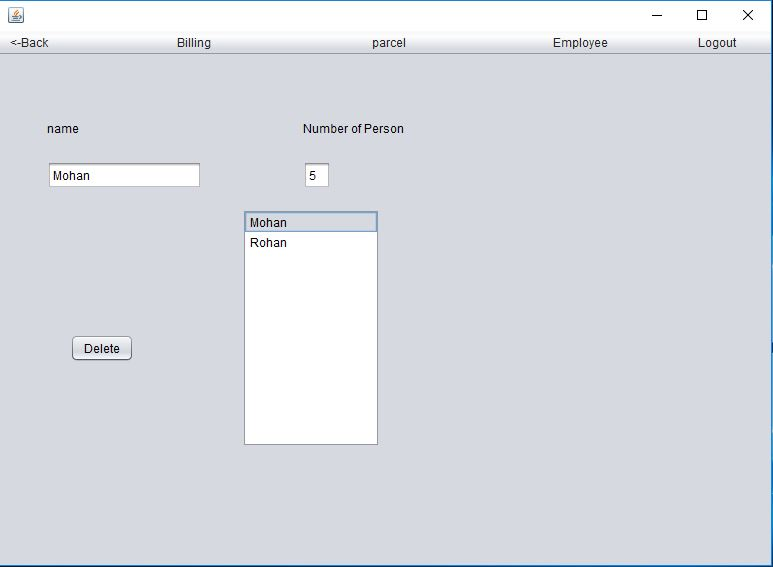 <-Back Billing parcel Employee Logout
name Number of Person
Mohan 5
Mohan
Rohan
Delete